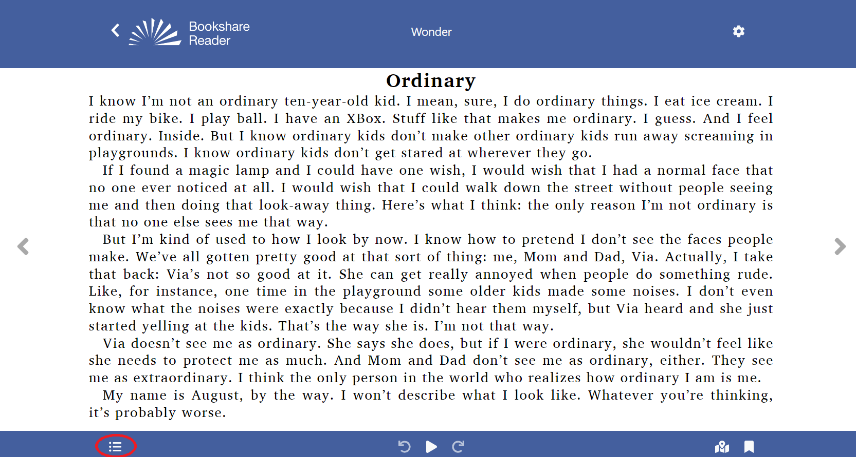 Bookshare
Reader
Wonder
Ordinary
I know I'm not an ordinary ten-year-old kid. I mean, sure, I do ordinary things. I eat ice cream. I
ride my bike. I play ball. I have an XBox. Stuff like that makes me ordinary. I guess. And I feel
ordinary. Inside. But I know ordinary kids don't make other ordinary kids run away screaming in
playgrounds. I know ordinary kids don't get stared at wherever they go.
If I found a magic lamp and I could have one wish, I would wish that I had a normal face that
no one ever noticed at all. I would wish that I could walk down the street without people seeing
me and then doing that look-away thing. Here's what I think: the only reason I'm not ordinary is
that no one else sees me that way.
But I'm kind of used to how I look by now. I know how to pretend I don't see the faces people
make. We've all gotten pretty good at that sort of thing: me, Mom and Dad, Via. Actually, I take
that back: Via's not so good at it. She can get really annoyed when people do something rude.
Like, for instance, one time in the playground some older kids made some noises. I don't even
know what the noises were exactly because I didn't hear them myself, but Via heard and she just
started yelling at the kids. That's the way she is. I'm not that way.
Via doesn't see me as ordinary. She says she does, but if I were ordinary, she wouldn't feel like
she needs to protect me as much. And Mom and Dad don't see me as ordinary, either. They see
me as extraordinary. I think the only person in the world who realizes how ordinary I am is me.
My name is August, by the way. I won't describe what I look like. Whatever you're thinking,
it's probably worse.